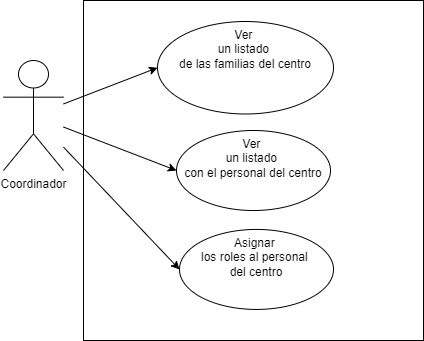 Ver
un listado
de las familias del centro
Ver
un listado
con el personal del centro
Coordinador
Asignar
los roles al personal
del centro